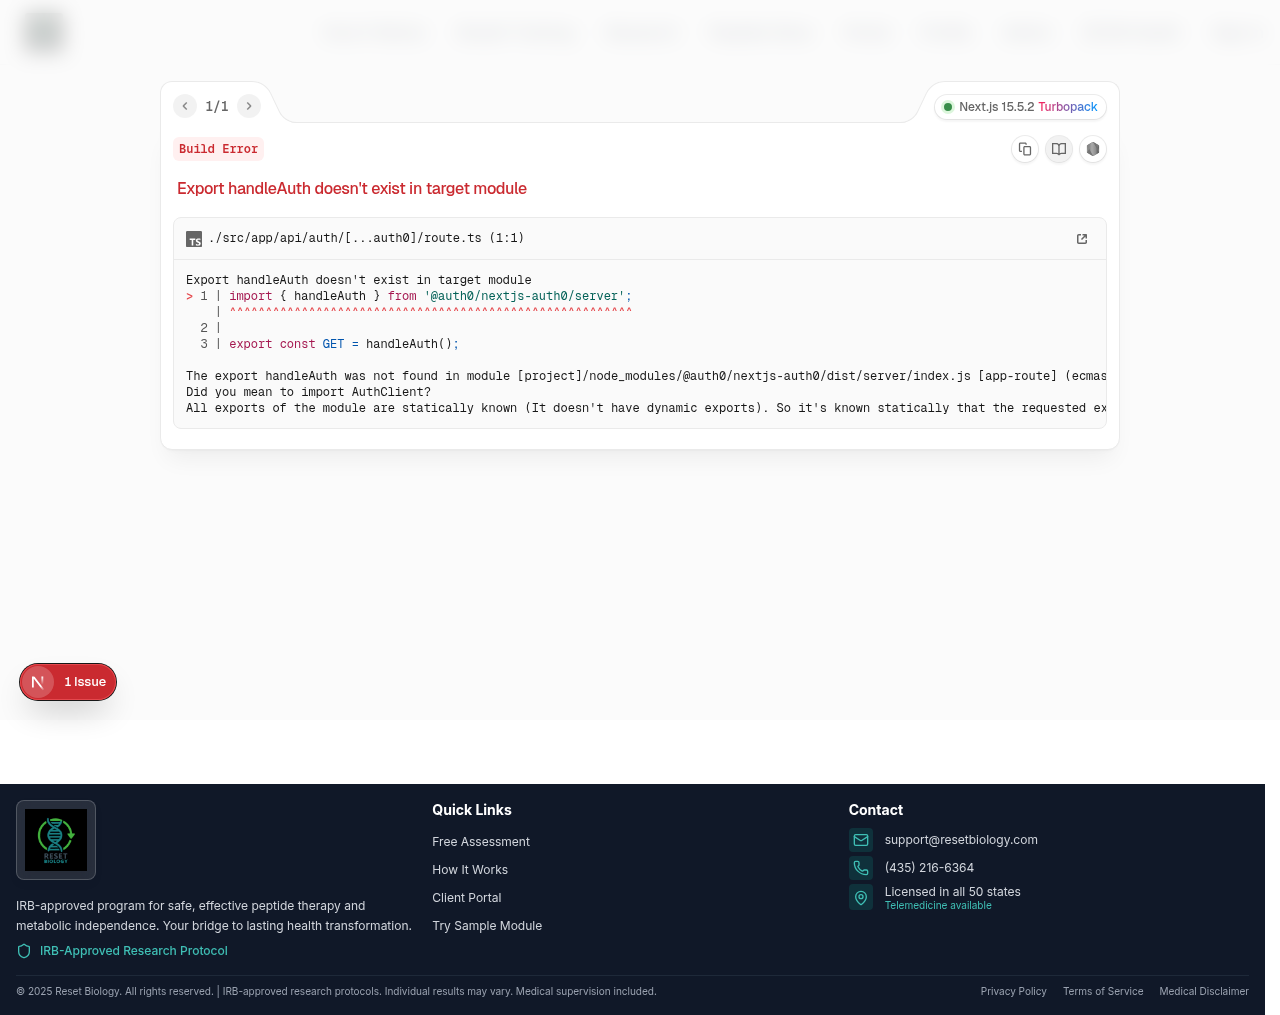 1/1
Next.js 15.5.2 Turbopack
Build Error
Export handleAuth doesn't exist in target module
TS ./src/app/api/auth/[...auth0]/route.ts (1:1)
Export handleAuth doesn't exist in target module
> 1 | import { handleAuth } from '@auth0/nextjs-auth0/server';
| ^^^^^^^^^^^^^^^^^^^^^^^^^^^^^^^^^^^^^^^^^^^^^^^^^^^^^^^^
2 |
3 | export const GET = handleAuth();
The export handleAuth was not found in module [project]/node_modules/@auth0/nextjs-auth0/dist/server/index.js [app-route] (ecmas
Did you mean to import AuthClient?
All exports of the module are statically known (It doesn't have dynamic exports). So it's known statically that the requested ex
N 1 Issue
RESET
BIOLOGY
IRB-approved program for safe, effective peptide therapy and
metabolic independence. Your bridge to lasting health transformation.
IRB-Approved Research Protocol
Quick Links
Free Assessment
How It Works
Client Portal
Try Sample Module
Contact
support@resetbiology.com
(435) 216-6364
Licensed in all 50 states
Telemedicine available
© 2025 Reset Biology. All rights reserved. | IRB-approved research protocols. Individual results may vary. Medical supervision included.
Privacy Policy Terms of Service Medical Disclaimer